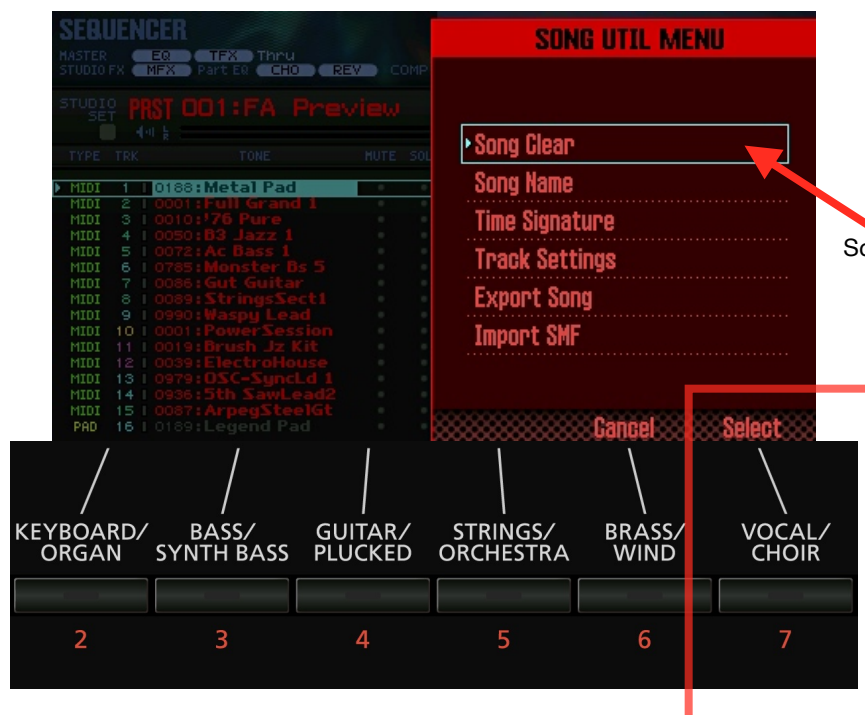 SEQUENCER
MASTER EQ TFX Thru
STUDIO FX MFX Part EQ CHO REV COMP
STUDIO SET PRST 001:FA Preview
L R
TYPE TRK TONE MUTE SOL
MIDI 1 0188:Metal Pad
MIDI 2 0001:Full Grand 1
MIDI 3 0010:'76 Pure
MIDI 4 0050:B3 Jazz 1
MIDI 5 0072:Ac Bass 1
MIDI 6 0785:Monster Bs 5
MIDI 7 0086:Gut Guitar
MIDI 8 0089:StringsSect1
MIDI 9 0990:Waspy Lead
MIDI 10 0001:PowerSession
MIDI 11 0019:Brush Jz Kit
MIDI 12 0039:ElectroHouse
MIDI 13 0979:OSC-SyncLd 1
MIDI 14 0936:5th SawLead2
MIDI 15 0087:ArpegSteelGt
PAD 16 0189:Legend Pad
SONG UTIL MENU
Song Clear
Song Name
Time Signature
Track Settings
Export Song
Import SMF
Cancel Select
So
KEYBOARD/ORGAN
BASS/SYNTH BASS
GUITAR/PLUCKED
STRINGS/ORCHESTRA
BRASS/WIND
VOCAL/CHOIR
2 3 4 5 6 7